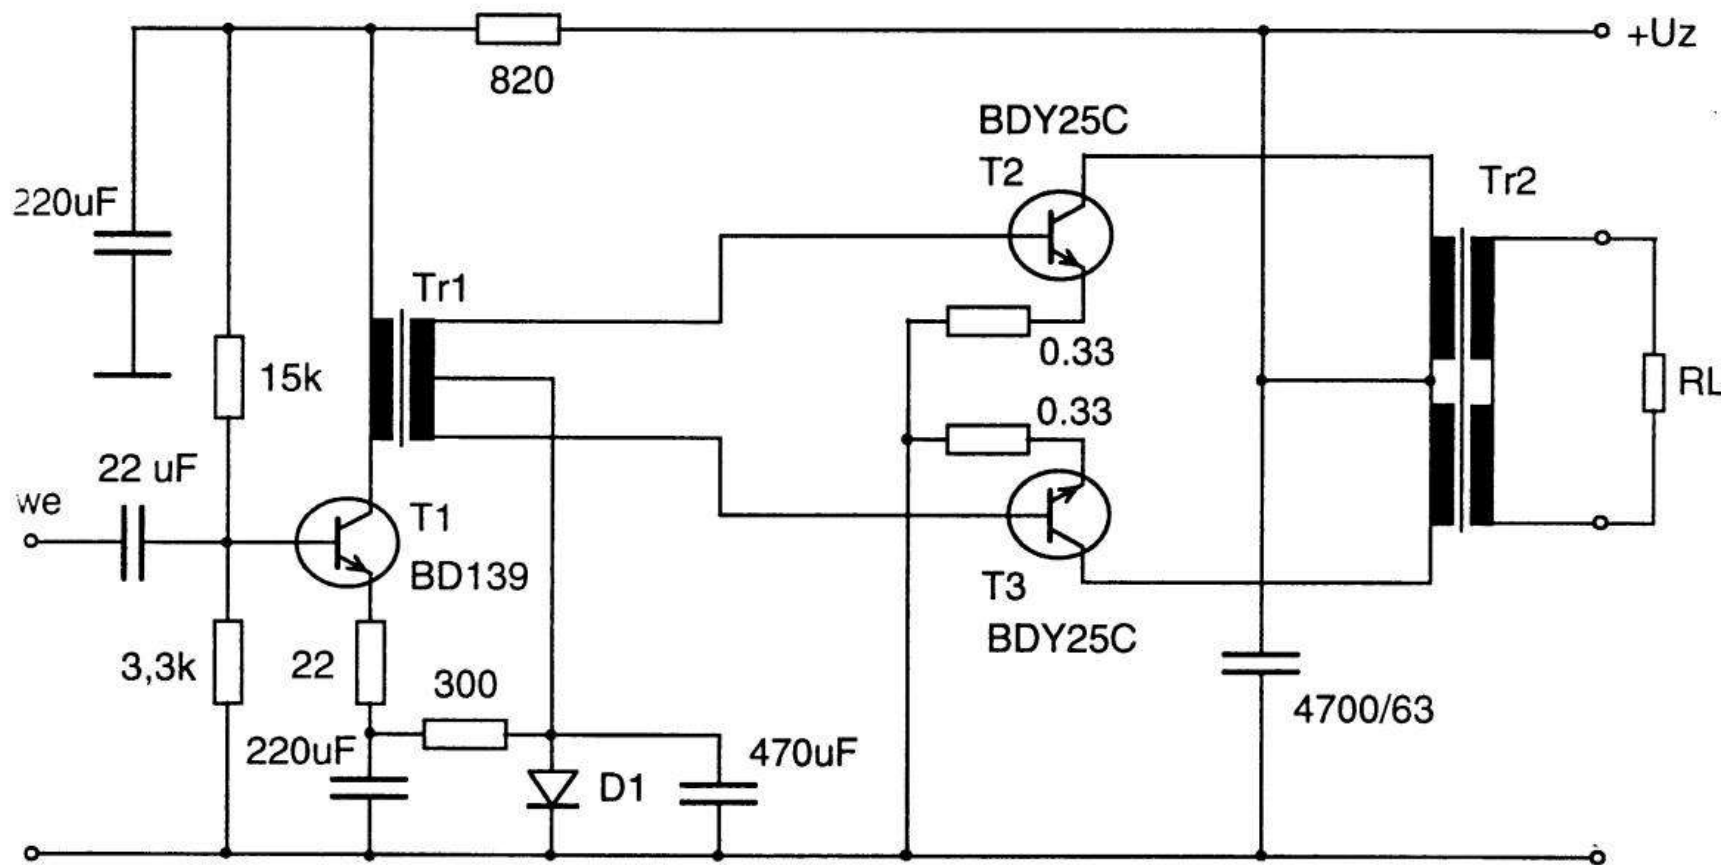 +Uz
820
BDY25C
T2
Tr2
220uF
Tr1
0.33
15k
RL
0.33
22 uF
we
T1
BD139
T3
BDY25C
3,3k
22
300
4700/63
220uF
470uF
D1